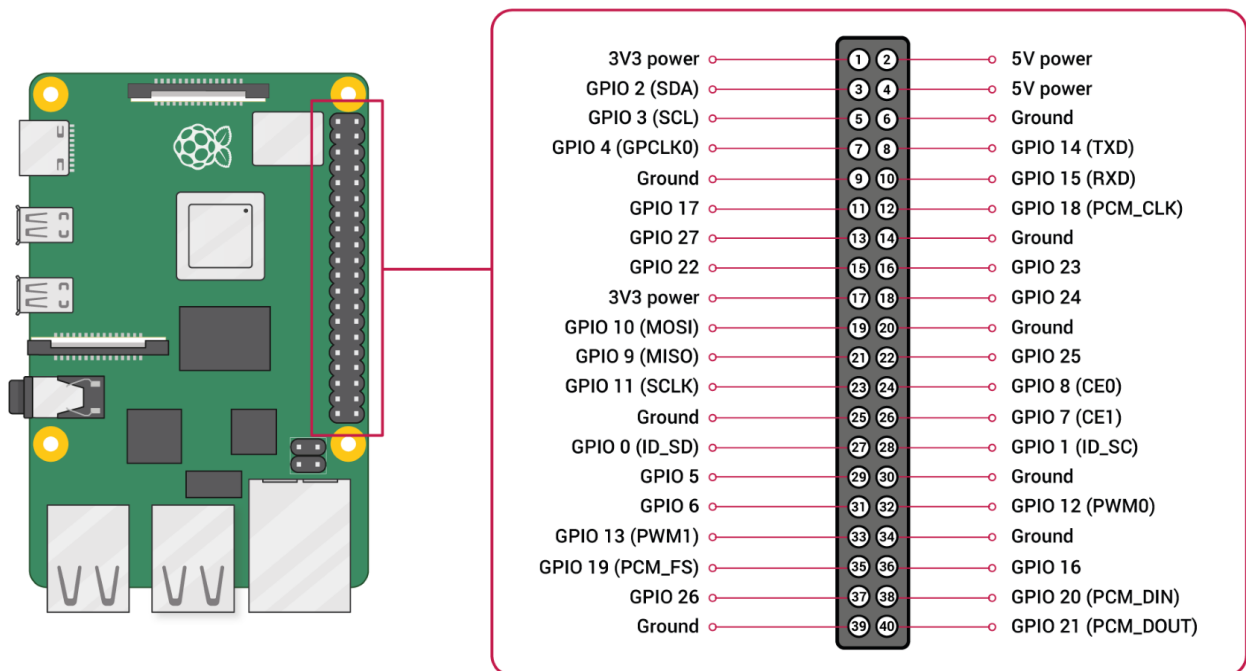 3V3 power 1 2 5V power
GPIO 2 (SDA) 3 4 5V power
GPIO 3 (SCL) 5 6 Ground
GPIO 4 (GPCLK0) 7 8 GPIO 14 (TXD)
Ground 9 10 GPIO 15 (RXD)
GPIO 17 11 12 GPIO 18 (PCM_CLK)
GPIO 27 13 14 Ground
GPIO 22 15 16 GPIO 23
3V3 power 17 18 GPIO 24
GPIO 10 (MOSI) 19 20 Ground
GPIO 9 (MISO) 21 22 GPIO 25
GPIO 11 (SCLK) 23 24 GPIO 8 (CE0)
Ground 25 26 GPIO 7 (CE1)
GPIO 0 (ID_SD) 27 28 GPIO 1 (ID_SC)
GPIO 5 29 30 Ground
GPIO 6 31 32 GPIO 12 (PWM0)
GPIO 13 (PWM1) 33 34 Ground
GPIO 19 (PCM_FS) 35 36 GPIO 16
GPIO 26 37 38 GPIO 20 (PCM_DIN)
Ground 39 40 GPIO 21 (PCM_DOUT)